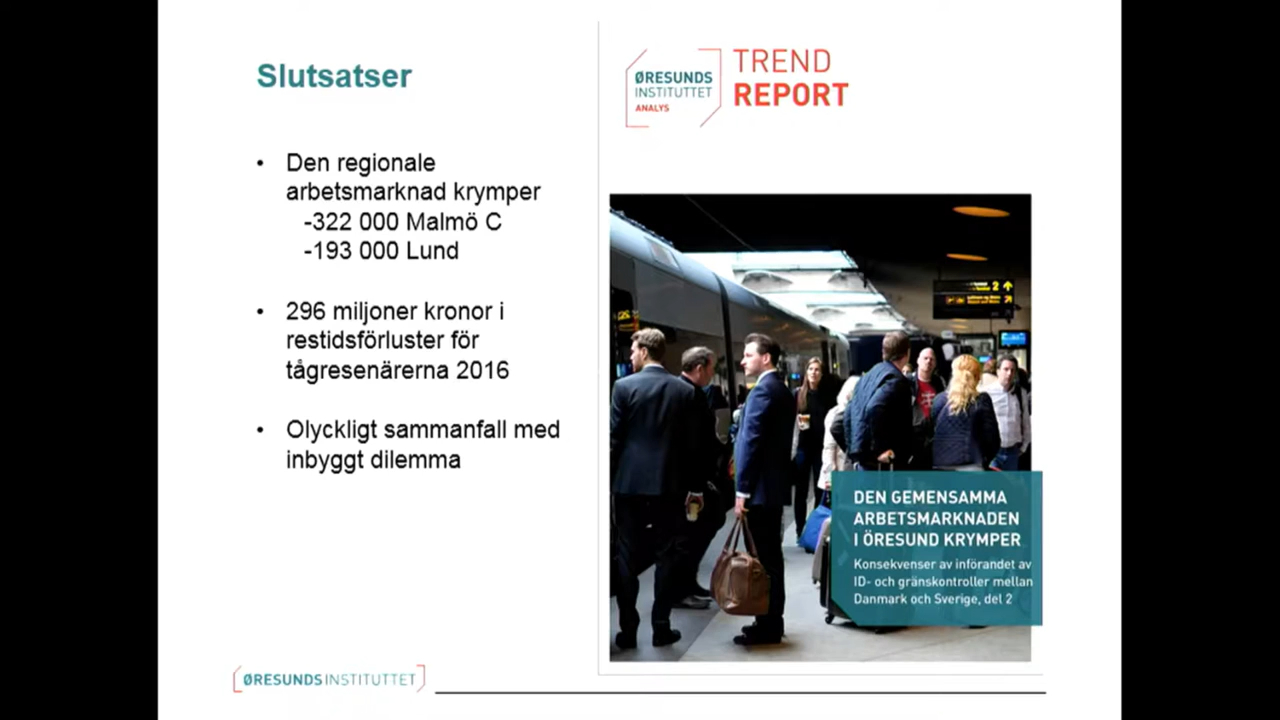 Slutsatser
• Den regionale
arbetsmarknad krymper
-322 000 Malmö C
-193 000 Lund
• 296 miljoner kronor i
restidsförluster för
tågresenärerna 2016
• Olyckligt sammanfall med
inbyggt dilemma
ØRESUNDSINSTITUTTET
ØRESUNDS
INSTITUTTET
ANALYS
TREND
REPORT
2
DEN GEMENSAMMA
ARBETSMARKNADEN
I ÖRESUND KRYMPER
Konsekvenser av införandet av
ID- och gränskontroller mellan
Danmark och Sverige, del 2